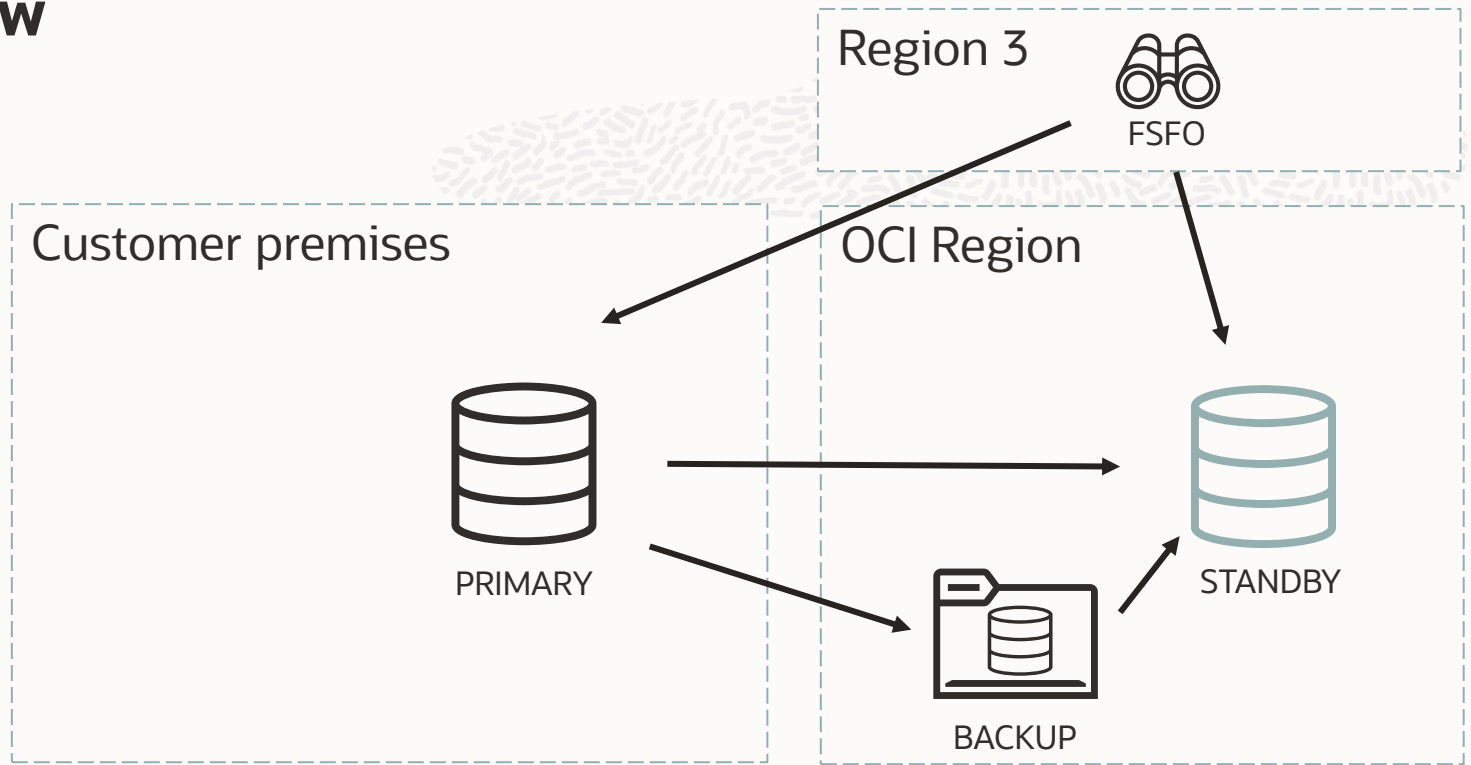 w
Region 3
FSFO
Customer premises
OCI Region
PRIMARY
STANDBY
BACKUP